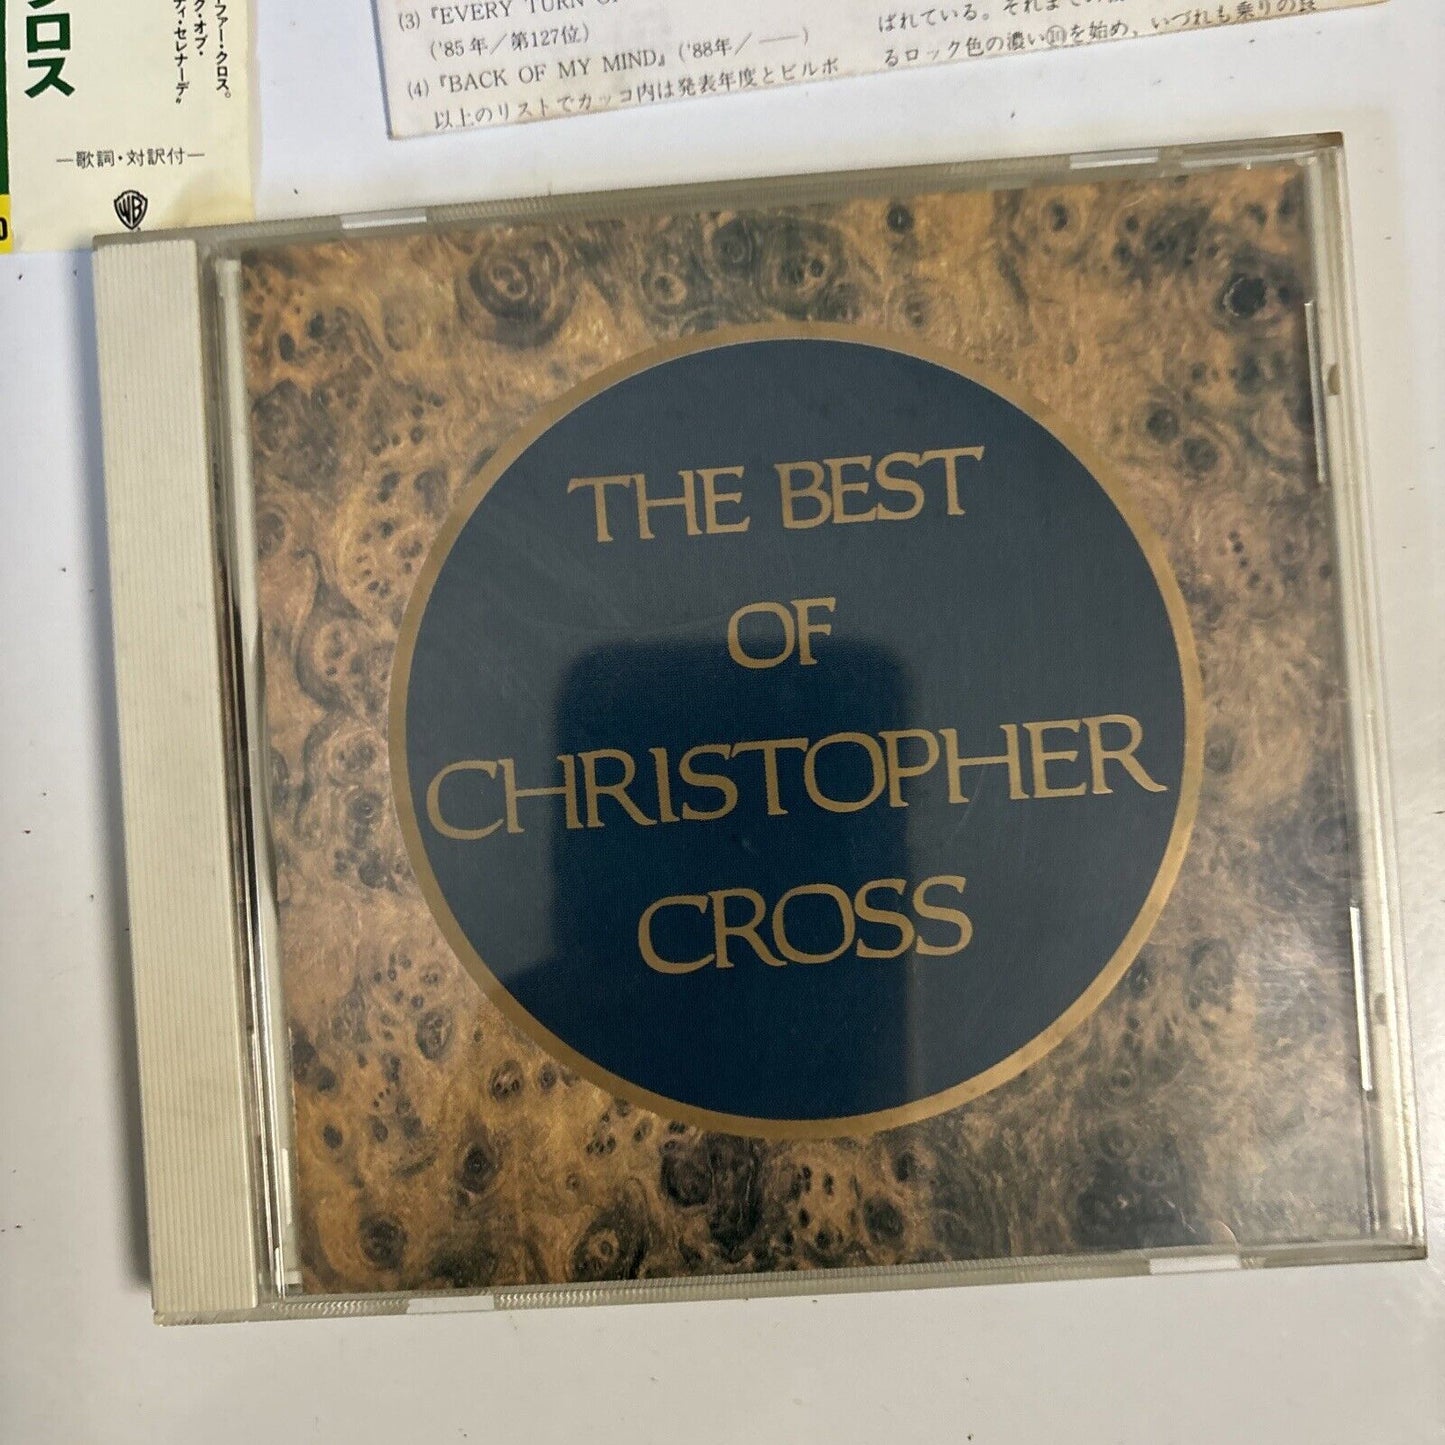 (3)『EVERY TURN
('85年／第127位)
(4)『BACK OF MY MIND』('88年／——)
以上のリストでカッコ内は発表年度とビルボ
ばれている。それまでの
るロック色の濃い⑩を始め、いづれも乗りの良
ロス
ファー・クロス。
ク・オブ・
ティ・セレナーデ"
—歌詞・対訳付—
WB
THE BEST
OF
CHRISTOPHER
CROSS